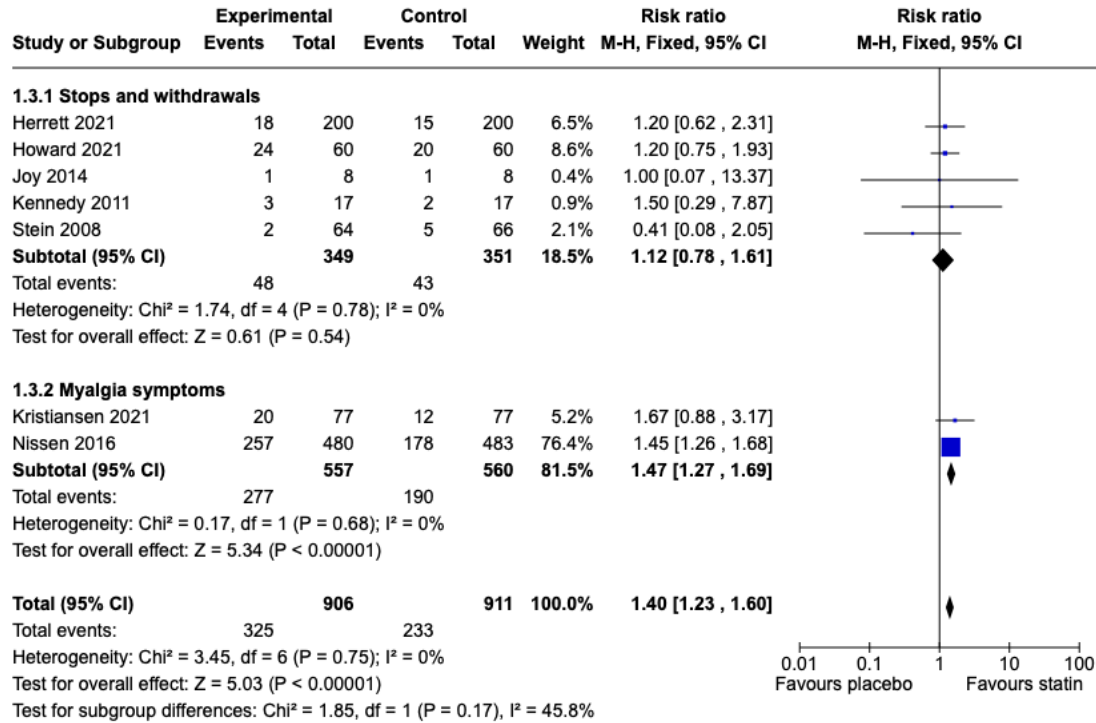 Experimental Control Risk ratio Risk ratio
Study or Subgroup Events Total Events Total Weight M-H, Fixed, 95% CI M-H, Fixed, 95% CI
1.3.1 Stops and withdrawals
Herrett 2021 18 200 15 200 6.5% 1.20 [0.62 , 2.31]
Howard 2021 24 60 20 60 8.6% 1.20 [0.75 , 1.93]
Joy 2014 1 8 1 8 0.4% 1.00 [0.07 , 13.37]
Kennedy 2011 3 17 2 17 0.9% 1.50 [0.29 , 7.87]
Stein 2008 2 64 5 66 2.1% 0.41 [0.08 , 2.05]
Subtotal (95% CI) 349 351 18.5% 1.12 [0.78 , 1.61]
Total events: 48 43
Heterogeneity: Chi² = 1.74, df = 4 (P = 0.78); I² = 0%
Test for overall effect: Z = 0.61 (P = 0.54)
1.3.2 Myalgia symptoms
Kristiansen 2021 20 77 12 77 5.2% 1.67 [0.88 , 3.17]
Nissen 2016 257 480 178 483 76.4% 1.45 [1.26 , 1.68]
Subtotal (95% CI) 557 560 81.5% 1.47 [1.27 , 1.69]
Total events: 277 190
Heterogeneity: Chi² = 0.17, df = 1 (P = 0.68); I² = 0%
Test for overall effect: Z = 5.34 (P < 0.00001)
Total (95% CI) 906 911 100.0% 1.40 [1.23 , 1.60]
Total events: 325 233
Heterogeneity: Chi² = 3.45, df = 6 (P = 0.75); I² = 0%
Test for overall effect: Z = 5.03 (P < 0.00001)
Test for subgroup differences: Chi² = 1.85, df = 1 (P = 0.17), I² = 45.8%
0.01 0.1 1 10 100
Favours placebo Favours statin